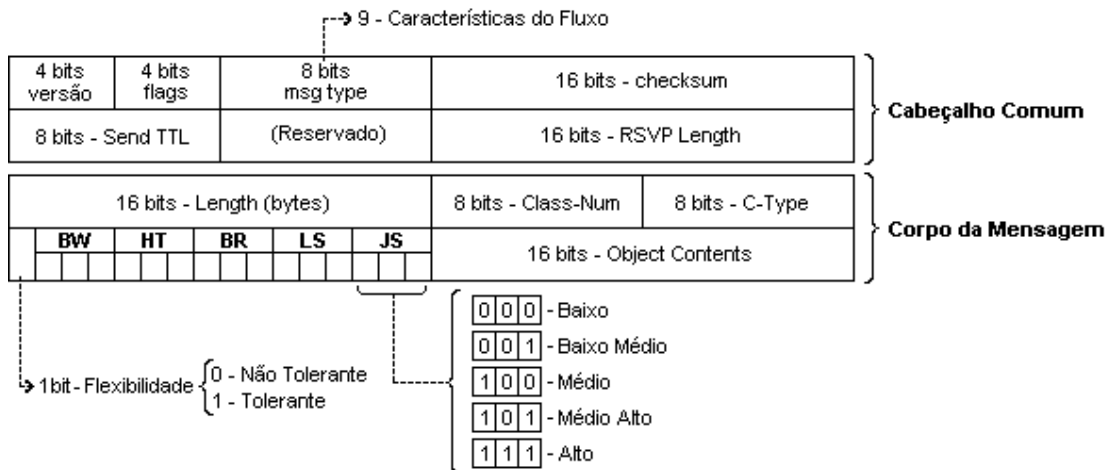 9 - Características do Fluxo
4 bits versão
4 bits flags
8 bits msg type
16 bits - checksum
8 bits - Send TTL
(Reservado)
16 bits - RSVP Length
Cabeçalho Comum
16 bits - Length (bytes)
8 bits - Class-Num
8 bits - C-Type
BW HT BR LS JS
16 bits - Object Contents
Corpo da Mensagem
0 0 0 - Baixo
0 0 1 - Baixo Médio
1 0 0 - Médio
1 0 1 - Médio Alto
1 1 1 - Alto
1bit - Flexibilidade
0 - Não Tolerante
1 - Tolerante